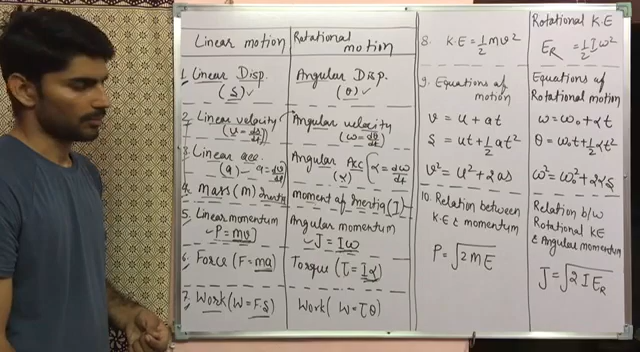 Linear motion
Rotational motion
1. Linear Disp.
(S)
Angular Disp.
(θ)
2. Linear velocity
(v = ds/dt)
Angular velocity
(ω = dθ/dt)
3. Linear acc.
(a) - a = dv/dt
Angular Acc
(α) (α = dω/dt
4. mass (m) Inertia
moment of Inertia (I)
5. Linear momentum
P = mv
Angular momentum
J = Iω
6. Force (F = ma)
Torque (τ = Iα)
7. Work (W = F.S)
Work ( W = τθ)
8. K.E = 1/2 mv²
Rotational K.E
E_R = 1/2 Iω²
9. Equations of
motion
v = u + at
S = ut + 1/2 at²
v² = u² + 2as
Equations of
Rotational motion
ω = ω₀ + αt
θ = ω₀t + 1/2 αt²
10. Relation between
K.E & momentum
P = √2mE
Relation b/w
Rotational KE
& Angular momentum
J = √2IE_R